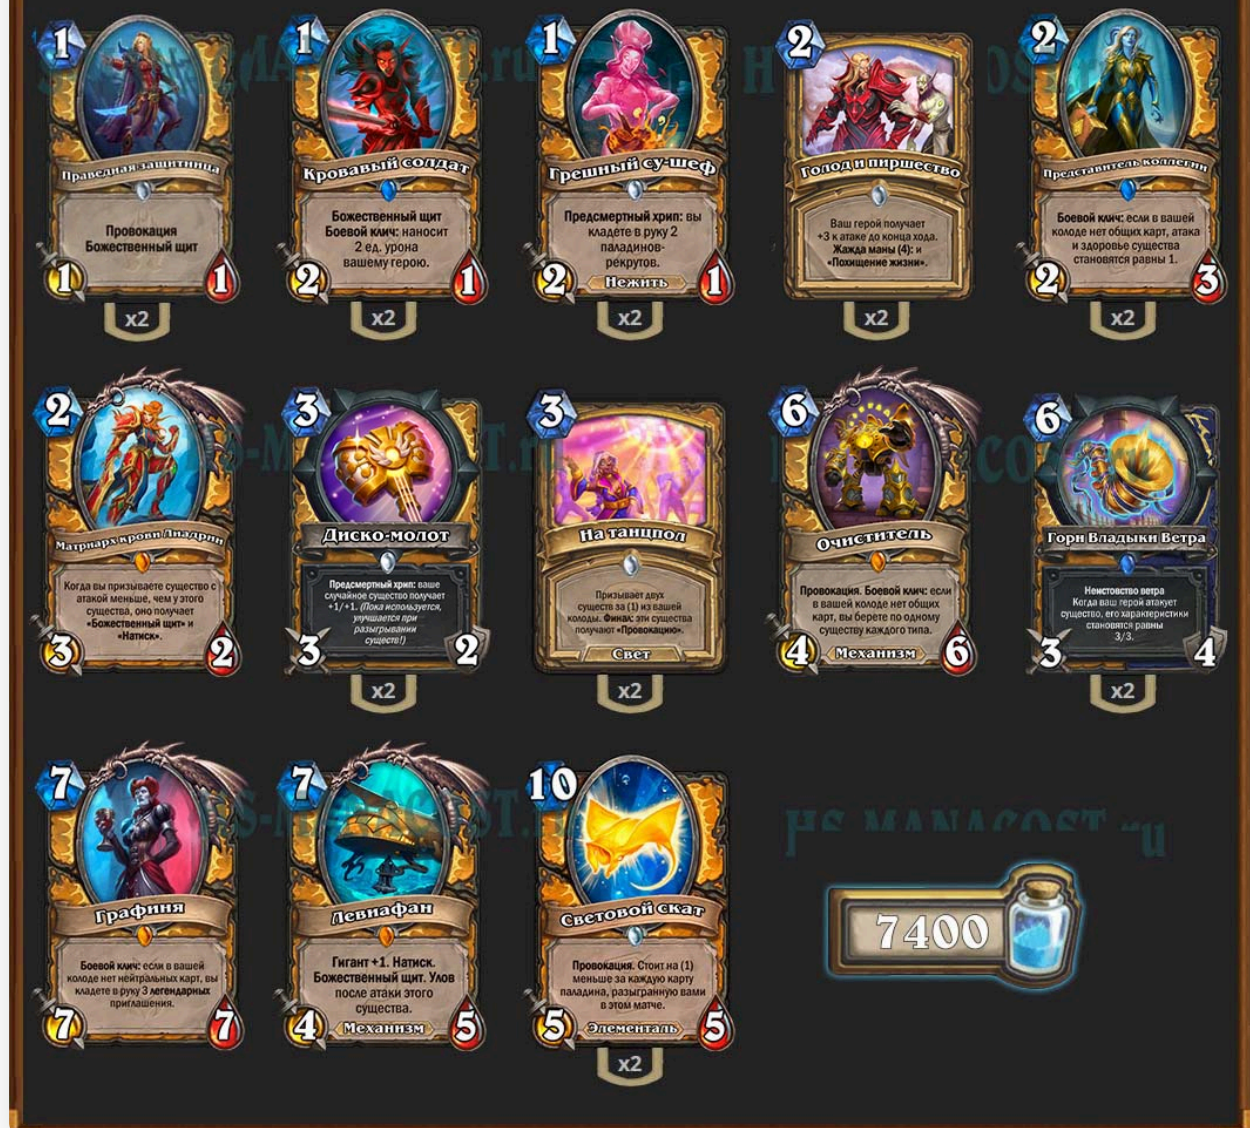 1
Праведная защитница
Провокация
Божественный щит
1
1
x2
1
Кровавый солдат
Божественный щит
Боевой клич: наносит
2 ед. урона
вашему герою.
2
1
x2
1
Грешный су-шеф
Предсмертный хрип: вы
кладете в руку 2
паладинов-
рекрутов.
2
Нежить
1
x2
2
Голод и пиршество
Ваш герой получает
+3 к атаке до конца хода.
Жажда маны (4): и
«Похищение жизни».
x2
2
Представитель коллегии
Боевой клич: если в вашей
колоде нет общих карт, атака
и здоровье существа
становятся равны 1.
2
3
x2
2
Матриарх крови Лиадрин
Когда вы призываете существо с
атакой меньше, чем у этого
существа, оно получает
«Божественный щит» и
«Натиск».
3
2
3
Диско-молот
Предсмертный хрип: ваше
случайное существо получает
+1/+1. (Пока используется,
улучшается при
разыгрывании
существ!)
3
2
x2
3
На танцпол
Призывает двух
существ за (1) из вашей
колоды. Финал: эти существа
получают «Провокацию».
Свет
x2
6
Очиститель
Провокация. Боевой клич: если
в вашей колоде нет общих
карт, вы берете по одному
существу каждого типа.
4
Механизм
6
6
Горн Владыки Ветра
Неистовство ветра
Когда ваш герой атакует
существо, его характеристики
становятся равны
3/3.
3
4
x2
7
Графиня
Боевой клич: если в вашей
колоде нет нейтральных карт, вы
кладете в руку 3 легендарных
приглашения.
7
7
7
Левиафан
Гигант +1. Натиск.
Божественный щит. Улов
после атаки этого
существа.
4
Механизм
5
10
Световой скат
Провокация. Стоит на (1)
меньше за каждую карту
паладина, разыгранную вами
в этом матче.
5
Элементаль
5
x2
HS-MANACOST.ru
7400